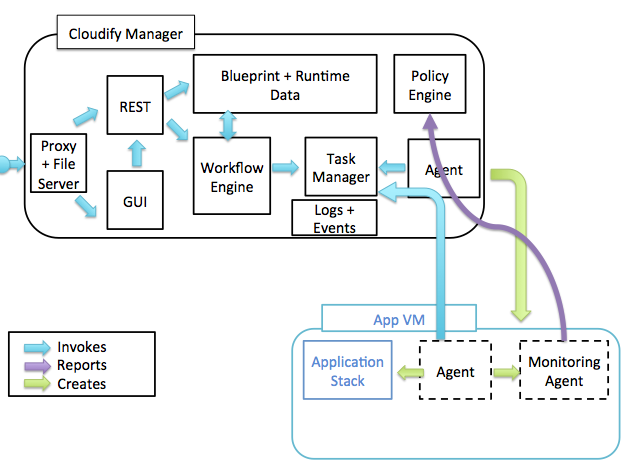 Cloudify Manager
Blueprint + Runtime
Data
Policy
Engine
REST
Proxy
+ File
Server
GUI
Workflow
Engine
Task
Manager
Agent
Logs +
Events
App VM
Application
Stack
Agent
Monitoring
Agent
Invokes
Reports
Creates